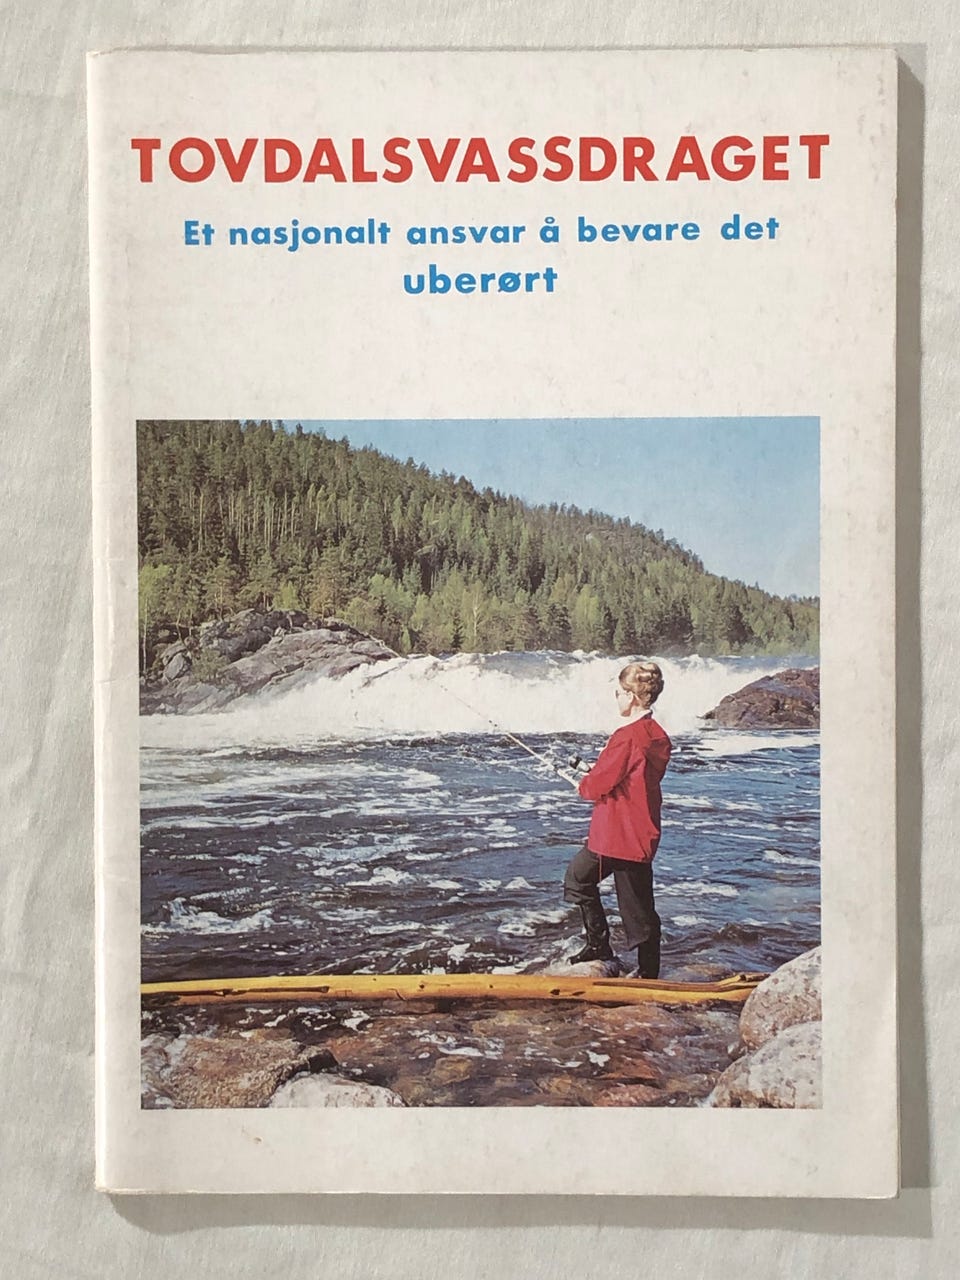 TOVDALSVASSDRAGET
Et nasjonalt ansvar å bevare det
uberørt